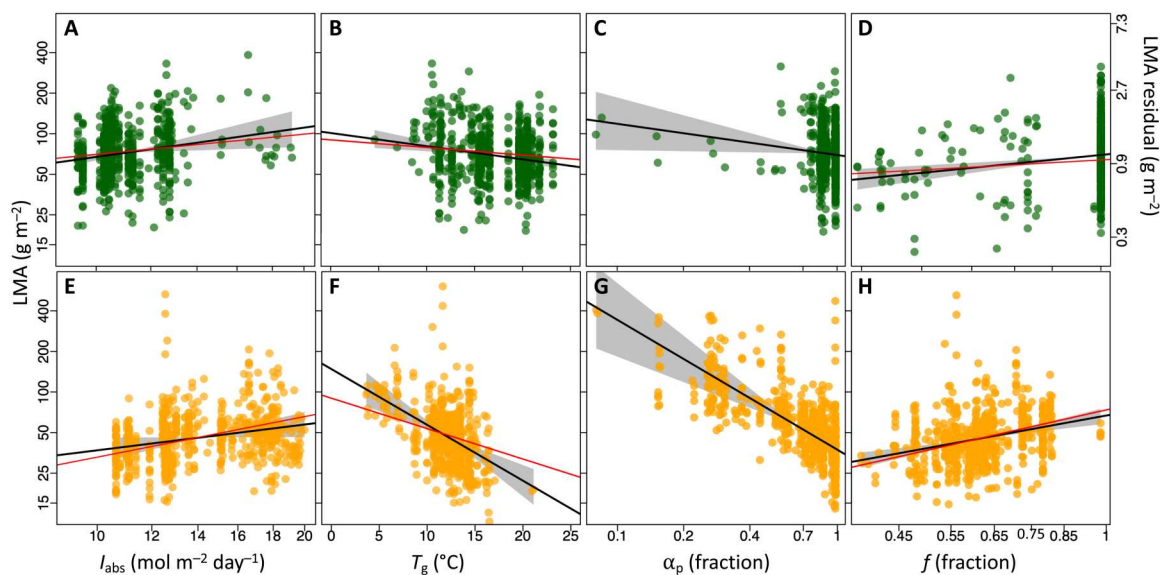 A B C D
LMA (g m⁻²)
400
200
100
50
25
15
7.3
2.7
0.9
0.3
LMA residual (g m⁻²)
E F G H
400
200
100
50
25
15
10 12 14 16 18 20
0 5 10 15 20 25
0.1 0.2 0.4 0.7 1
0.45 0.55 0.65 0.75 0.85 1
I_abs (mol m⁻² day⁻¹)
T_g (°C)
α_p (fraction)
f (fraction)